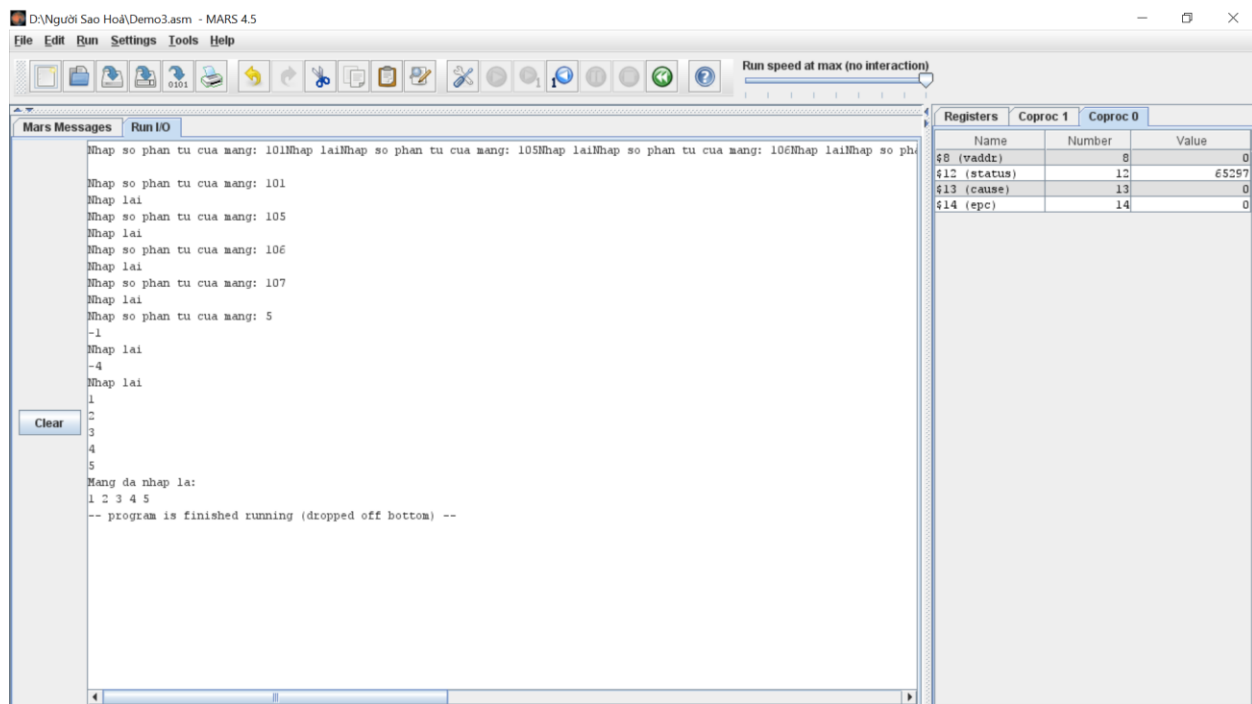 D:\Người Sao Hoả\Demo3.asm - MARS 4.5
File Edit Run Settings Tools Help
Run speed at max (no interaction)
Mars Messages Run I/O
Nhap so phan tu cua mang: 101Nhap laiNhap so phan tu cua mang: 105Nhap laiNhap so phan tu cua mang: 106Nhap laiNhap so pha
Nhap so phan tu cua mang: 101
Nhap lai
Nhap so phan tu cua mang: 105
Nhap lai
Nhap so phan tu cua mang: 106
Nhap lai
Nhap so phan tu cua mang: 107
Nhap lai
Nhap so phan tu cua mang: 5
-1
Nhap lai
-4
Nhap lai
1
2
3
4
5
Mang da nhap la:
1 2 3 4 5
-- program is finished running (dropped off bottom) --
Clear
Registers Coproc 1 Coproc 0
Name Number Value
$8 (vaddr) 8 0
$12 (status) 12 65297
$13 (cause) 13 0
$14 (epc) 14 0